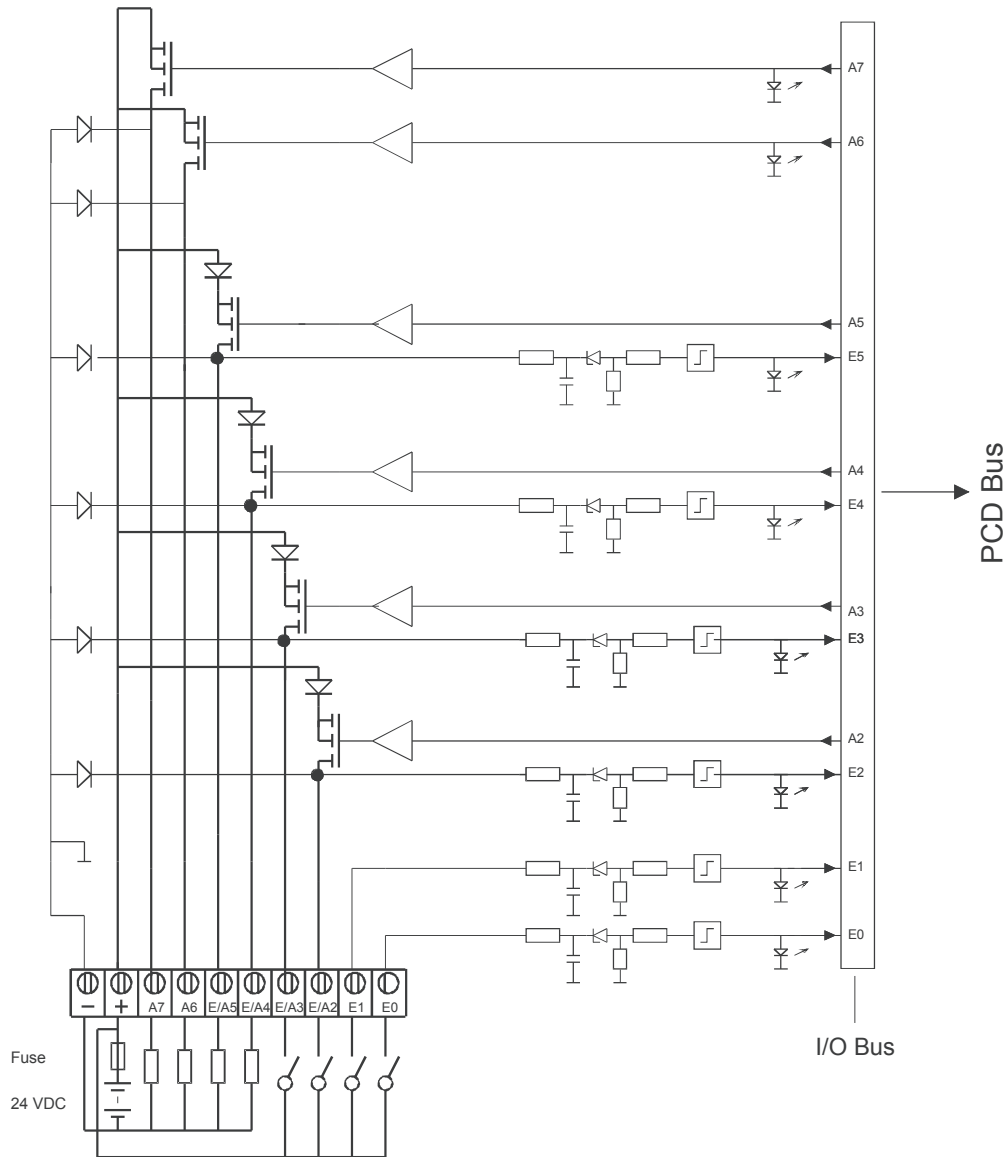 A7
A6
A5
E5
A4
E4
PCD Bus
A3
E3
A2
E2
E1
E0
− + A7 A6 E/A5 E/A4 E/A3 E/A2 E1 E0
I/O Bus
Fuse
24 VDC